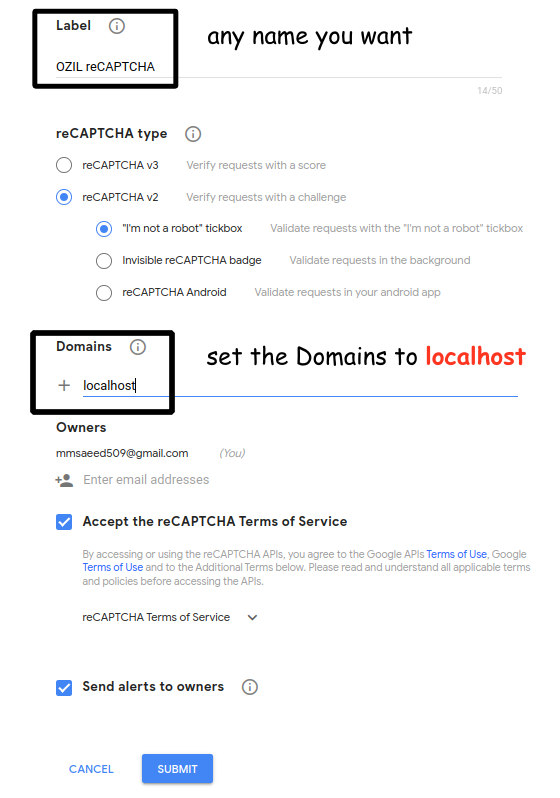 Label
any name you want
OZIL reCAPTCHA
14/50
reCAPTCHA type
reCAPTCHA v3 Verify requests with a score
reCAPTCHA v2 Verify requests with a challenge
"I'm not a robot" tickbox Validate requests with the "I'm not a robot" tickbox
Invisible reCAPTCHA badge Validate requests in the background
reCAPTCHA Android Validate requests in your android app
Domains
set the Domains to localhost
localhost
Owners
mmsaeed509@gmail.com (You)
Enter email addresses
Accept the reCAPTCHA Terms of Service
By accessing or using the reCAPTCHA APIs, you agree to the Google APIs Terms of Use, Google
Terms of Use and to the Additional Terms below. Please read and understand all applicable terms
and policies before accessing the APIs.
reCAPTCHA Terms of Service
Send alerts to owners
CANCEL SUBMIT